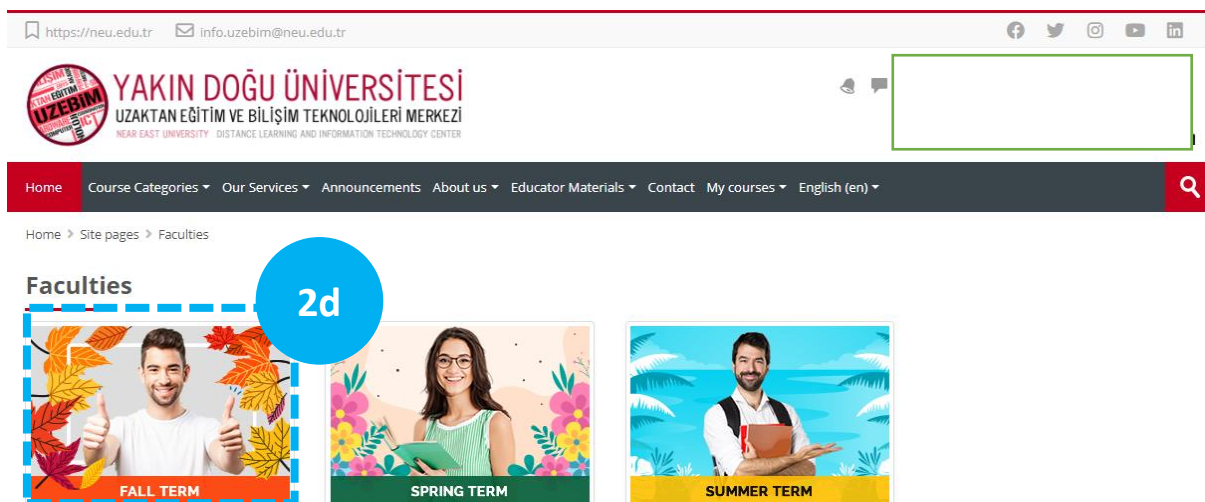 https://neu.edu.tr info.uzebim@neu.edu.tr
YAKIN DOĞU ÜNİVERSİTESİ
UZAKTAN EĞİTİM VE BİLİŞİM TEKNOLOJİLERİ MERKEZİ
NEAR EAST UNIVERSITY DISTANCE LEARNING AND INFORMATION TECHNOLOGY CENTER
UZEBİM
Home Course Categories Our Services Announcements About us Educator Materials Contact My courses English (en)
Home > Site pages > Faculties
Faculties
2d
FALL TERM SPRING TERM SUMMER TERM